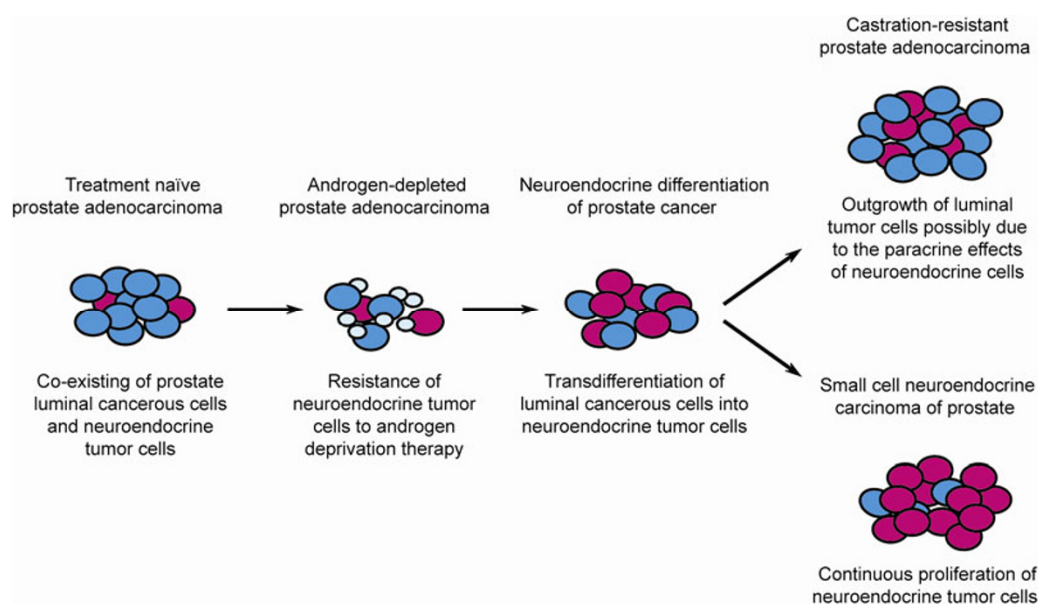 Castration-resistant
prostate adenocarcinoma
Treatment naïve
prostate adenocarcinoma
Androgen-depleted
prostate adenocarcinoma
Neuroendocrine differentiation
of prostate cancer
Outgrowth of luminal
tumor cells possibly due
to the paracrine effects
of neuroendocrine cells
Co-existing of prostate
luminal cancerous cells
and neuroendocrine
tumor cells
Resistance of
neuroendocrine tumor
cells to androgen
deprivation therapy
Transdifferentiation of
luminal cancerous cells into
neuroendocrine tumor cells
Small cell neuroendocrine
carcinoma of prostate
Continuous proliferation of
neuroendocrine tumor cells